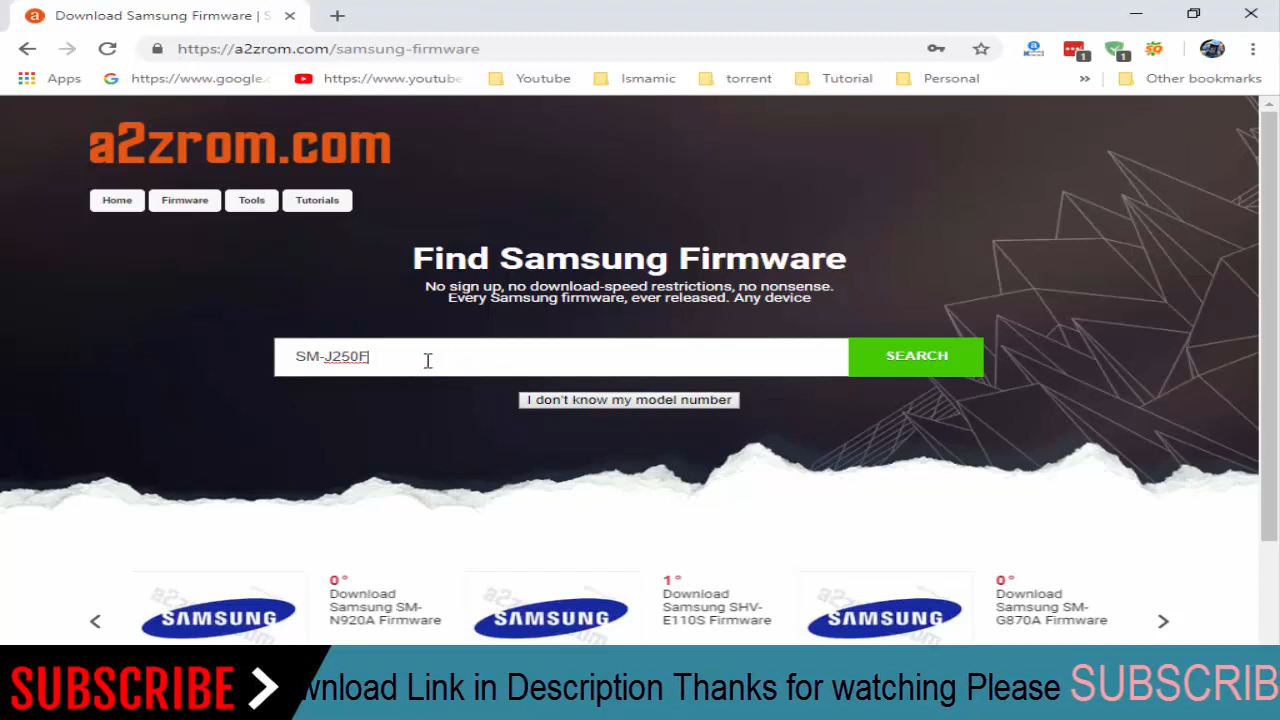 Download Samsung Firmware | S
https://a2zrom.com/samsung-firmware
1
1
Apps
https://www.google.c
https://www.youtube
Youtube
Ismamic
torrent
Tutorial
Personal
»
Other bookmarks
a2zrom.com
Home
Firmware
Tools
Tutorials
Find Samsung Firmware
No sign up, no download-speed restrictions, no nonsense.
Every Samsung firmware, ever released. Any device
SM-J250F
SEARCH
I don't know my model number
SAMSUNG
0°
Download
Samsung SM-
N920A Firmware
SAMSUNG
1°
Download
Samsung SHV-
E110S Firmware
SAMSUNG
0°
Download
Samsung SM-
G870A Firmware
SUBSCRIBE
wnload Link in Description Thanks for watching Please SUBSCRIB